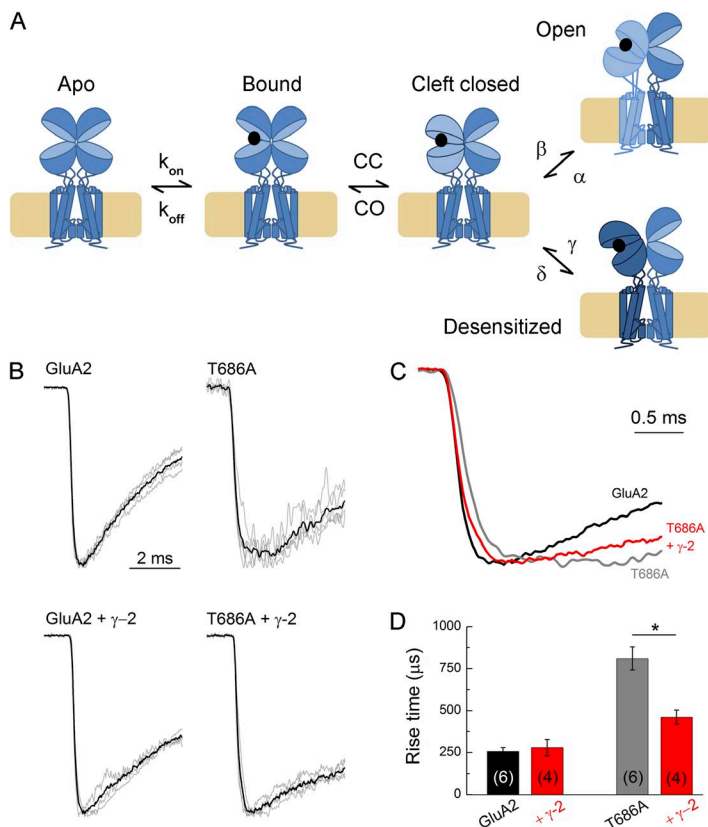 A
Apo
Bound
Cleft closed
Open
kon
koff
CC
CO
β
α
γ
δ
Desensitized
B
GluA2
T686A
2 ms
GluA2 + γ–2
T686A + γ-2
C
0.5 ms
GluA2
T686A
+ γ-2
T686A
D
Rise time (μs)
1000
750
500
250
0
*
(6)
(4)
(6)
(4)
GluA2
+ γ-2
T686A
+ γ-2